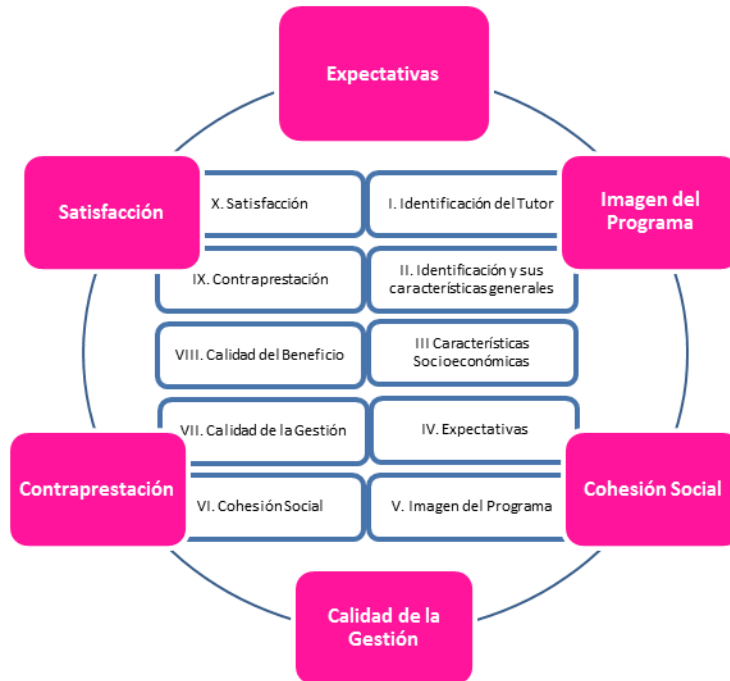 Expectativas
Satisfacción
X. Satisfacción
I. Identificación del Tutor
Imagen del
Programa
IX. Contraprestación
II. Identificación y sus
características generales
VIII. Calidad del Beneficio
III Características
Socioeconómicas
VII. Calidad de la Gestión
IV. Expectativas
Contraprestación
Cohesión Social
VI. Cohesión Social
V. Imagen del Programa
Calidad de la
Gestión